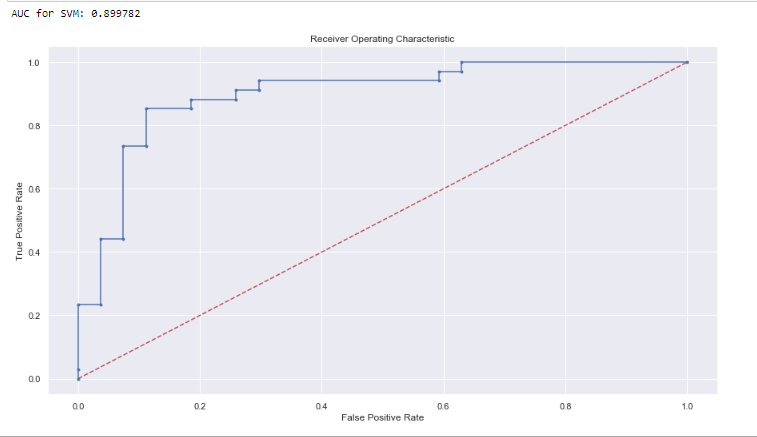 AUC for SVM: 0.899782
Receiver Operating Characteristic
1.0
0.8
0.6
0.4
0.2
0.0
True Positive Rate
0.0 0.2 0.4 0.6 0.8 1.0
False Positive Rate